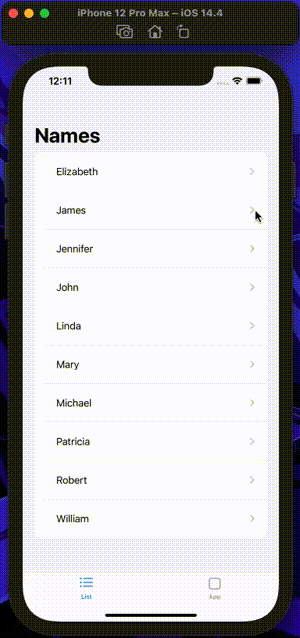 iPhone 12 Pro Max – iOS 14.4
12:11
Names
Elizabeth
James
Jennifer
John
Linda
Mary
Michael
Patricia
Robert
William
List
App